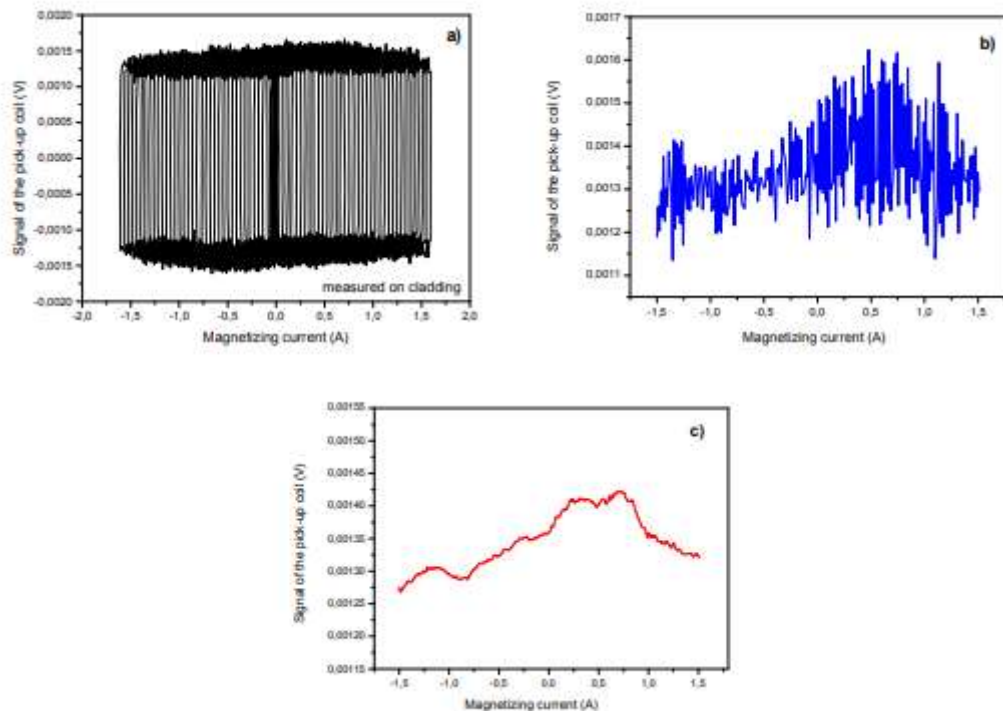 a)
0,0020
0,0015
0,0010
0,0005
0,0000
-0,0005
-0,0010
-0,0015
-0,0020
Signal of the pick-up coil (V)
measured on cladding
-2,0 -1,5 -1,0 -0,5 0,0 0,5 1,0 1,5 2,0
Magnetizing current (A)
b)
0,0017
0,0016
0,0015
0,0014
0,0013
0,0012
0,0011
Signal of the pick-up coil (V)
-1,5 -1,0 -0,5 0,0 0,5 1,0 1,5
Magnetizing current (A)
c)
0,00155
0,00150
0,00145
0,00140
0,00135
0,00130
0,00125
0,00120
0,00115
Signal of the pick-up coil (V)
-1,5 -1,0 -0,5 0,0 0,5 1,0 1,5
Magnetizing current (A)